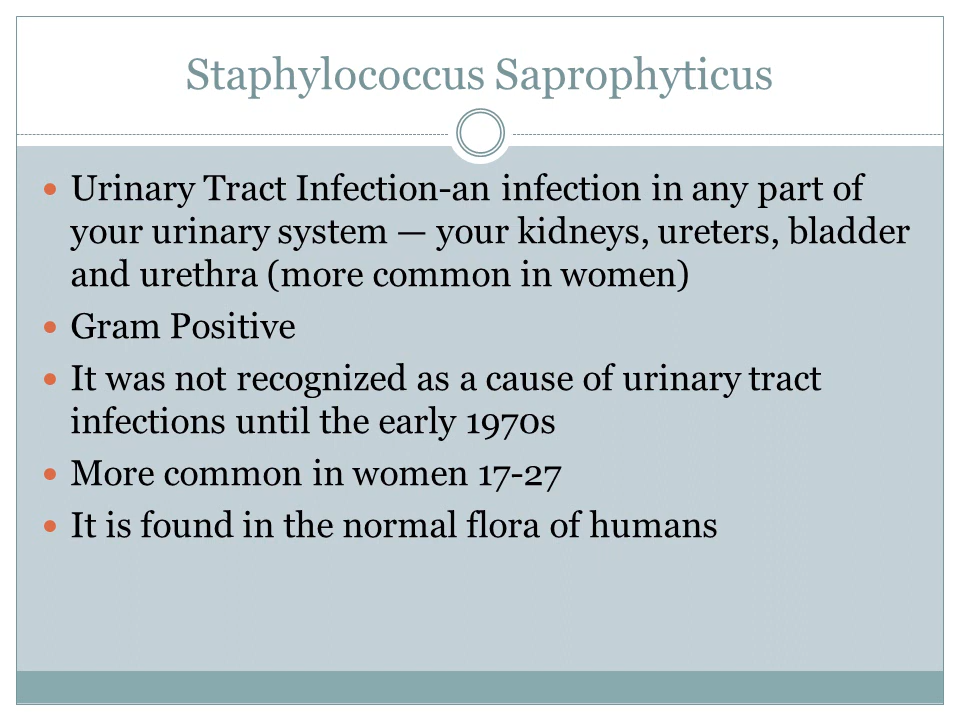 Staphylococcus Saprophyticus
• Urinary Tract Infection-an infection in any part of
your urinary system — your kidneys, ureters, bladder
and urethra (more common in women)
• Gram Positive
• It was not recognized as a cause of urinary tract
infections until the early 1970s
• More common in women 17-27
• It is found in the normal flora of humans